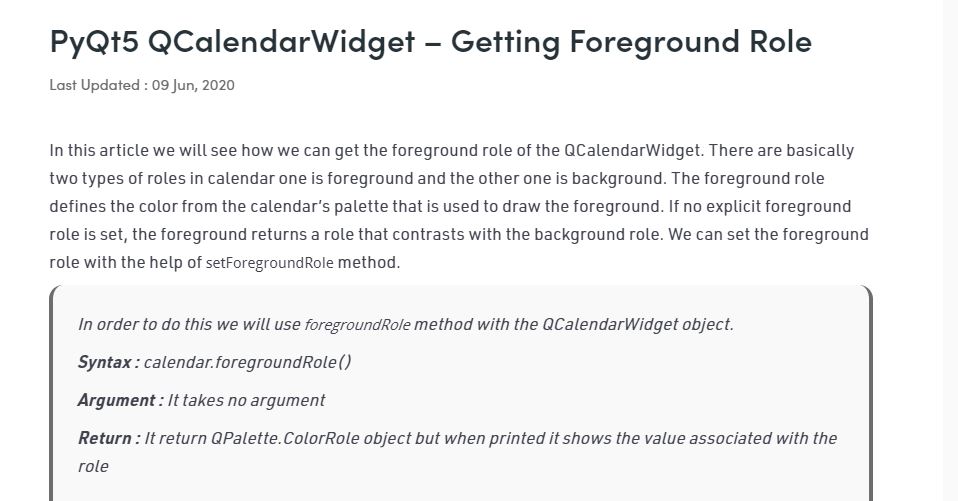 PyQt5 QCalendarWidget – Getting Foreground Role
Last Updated : 09 Jun, 2020
In this article we will see how we can get the foreground role of the QCalendarWidget. There are basically
two types of roles in calendar one is foreground and the other one is background. The foreground role
defines the color from the calendar’s palette that is used to draw the foreground. If no explicit foreground
role is set, the foreground returns a role that contrasts with the background role. We can set the foreground
role with the help of setForegroundRole method.
In order to do this we will use foregroundRole method with the QCalendarWidget object.
Syntax : calendar.foregroundRole()
Argument : It takes no argument
Return : It return QPalette.ColorRole object but when printed it shows the value associated with the
role